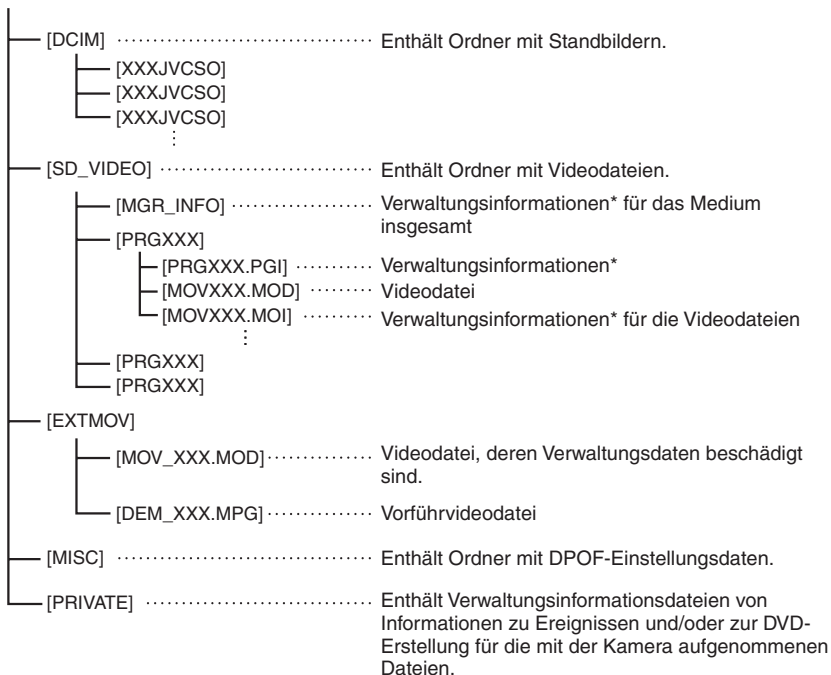 [DCIM] Enthält Ordner mit Standbildern.
[XXXJVCSO]
[XXXJVCSO]
[XXXJVCSO]
[SD_VIDEO] Enthält Ordner mit Videodateien.
[MGR_INFO] Verwaltungsinformationen* für das Medium
insgesamt
[PRGXXX]
[PRGXXX.PGI] Verwaltungsinformationen*
[MOVXXX.MOD] Videodatei
[MOVXXX.MOI] Verwaltungsinformationen* für die Videodateien
[PRGXXX]
[PRGXXX]
[EXTMOV]
[MOV_XXX.MOD] Videodatei, deren Verwaltungsdaten beschädigt
sind.
[DEM_XXX.MPG] Vorführvideodatei
[MISC] Enthält Ordner mit DPOF-Einstellungsdaten.
[PRIVATE] Enthält Verwaltungsinformationsdateien von
Informationen zu Ereignissen und/oder zur DVD-
Erstellung für die mit der Kamera aufgenommenen
Dateien.